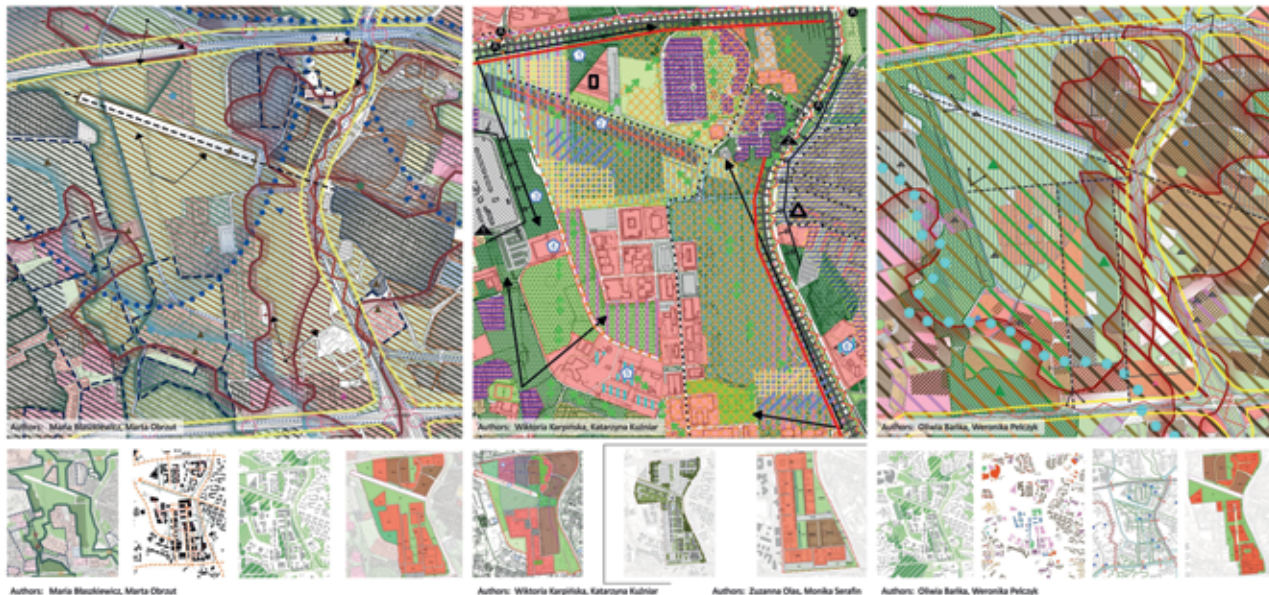 Authors: Maria Błaszkiewicz, Marta Obrzut
Authors: Wiktoria Karpińska, Katarzyna Kuźniar
Authors: Oliwia Bańka, Weronika Pelczyk
Authors: Maria Błaszkiewicz, Marta Obrzut
Authors: Wiktoria Karpińska, Katarzyna Kuźniar
Authors: Zuzanna Olas, Monika Serafin
Authors: Oliwia Bańka, Weronika Pelczyk